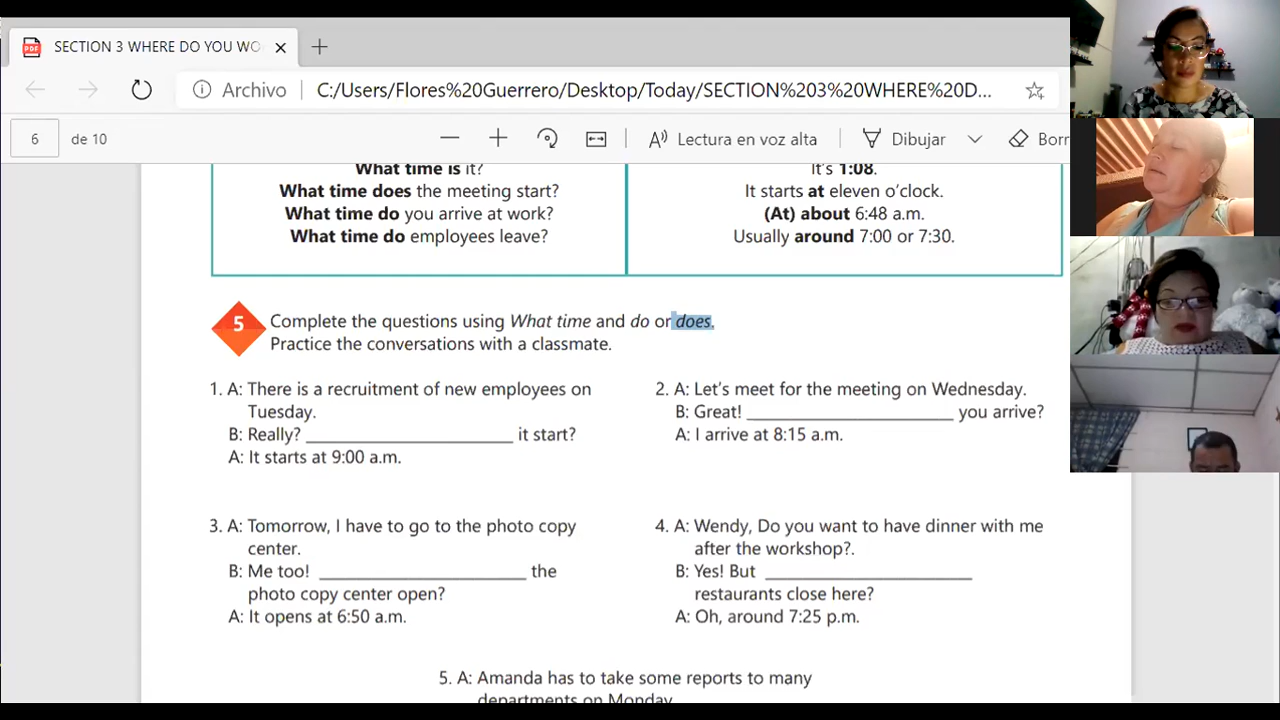 SECTION 3 WHERE DO YOU WO
Archivo
C:/Users/Flores%20Guerrero/Desktop/Today/SECTION%203%20WHERE%20D...
6
de 10
Lectura en voz alta
Dibujar
Borr
What time is it?
What time does the meeting start?
What time do you arrive at work?
What time do employees leave?
It's 1:08.
It starts at eleven o'clock.
(At) about 6:48 a.m.
Usually around 7:00 or 7:30.
5
Complete the questions using What time and do or does.
Practice the conversations with a classmate.
1. A: There is a recruitment of new employees on
Tuesday.
B: Really? ____________________ it start?
A: It starts at 9:00 a.m.
2. A: Let's meet for the meeting on Wednesday.
B: Great! ____________________ you arrive?
A: I arrive at 8:15 a.m.
3. A: Tomorrow, I have to go to the photo copy
center.
B: Me too! ____________________ the
photo copy center open?
A: It opens at 6:50 a.m.
4. A: Wendy, Do you want to have dinner with me
after the workshop?.
B: Yes! But ____________________
restaurants close here?
A: Oh, around 7:25 p.m.
5. A: Amanda has to take some reports to many
departments on Monday.